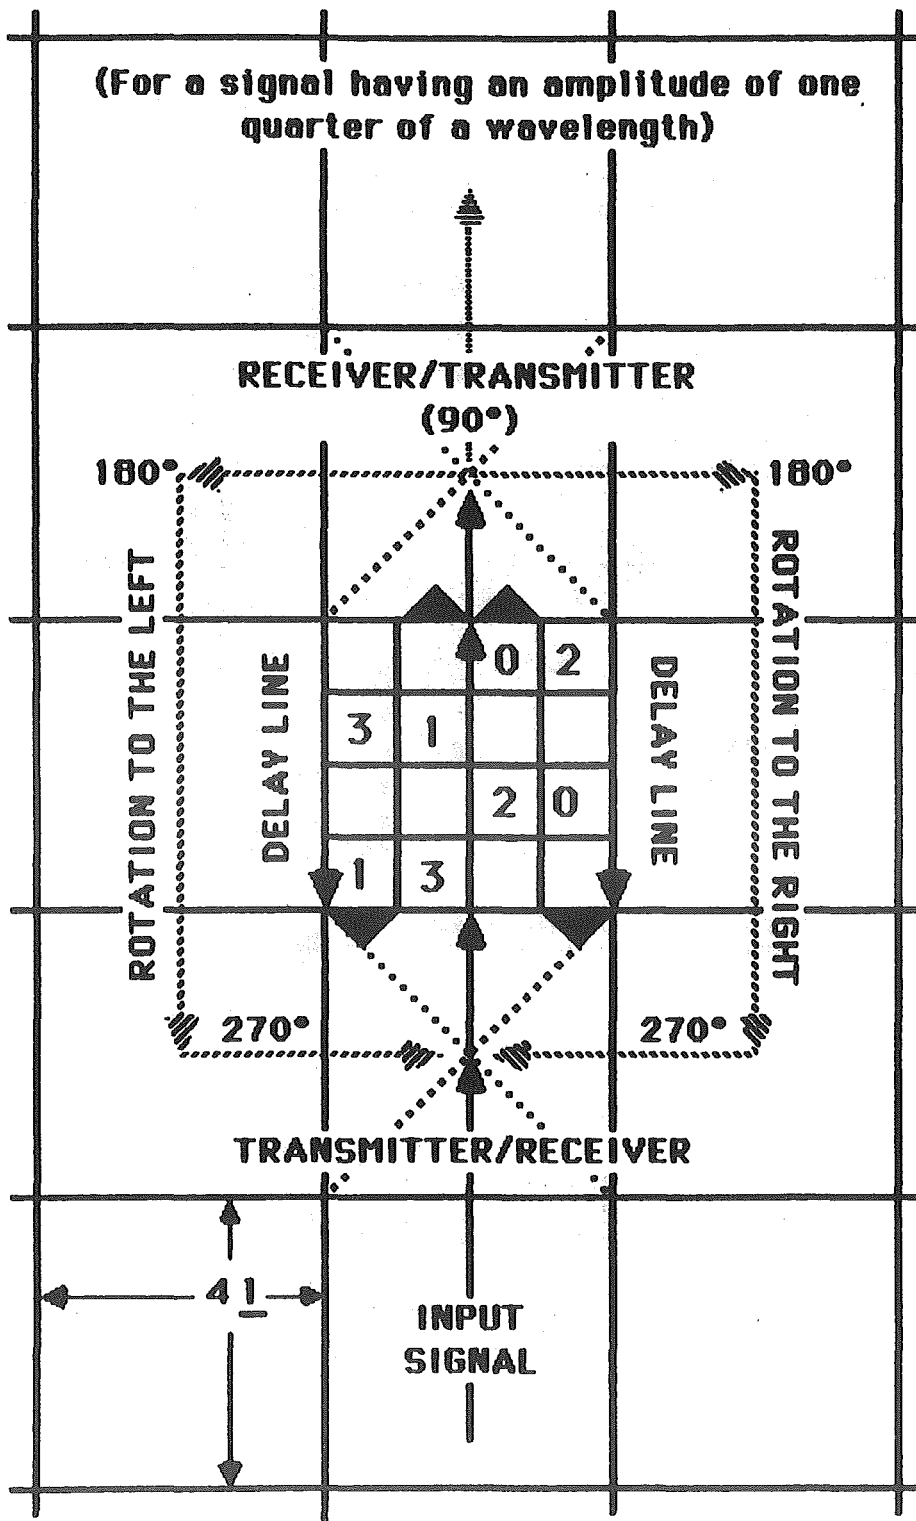 (For a signal having an amplitude of one
quarter of a wavelength)
RECEIVER/TRANSMITTER
(90°)
180°
180°
ROTATION TO THE LEFT
DELAY LINE
0 2
3 1
2 0
1 3
DELAY LINE
ROTATION TO THE RIGHT
270°
270°
TRANSMITTER/RECEIVER
4 1
INPUT
SIGNAL